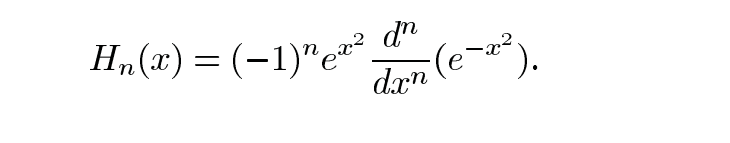 $H_n(x) = (-1)^n e^{x^2} \frac{d^n}{dx^n}(e^{-x^2}).$